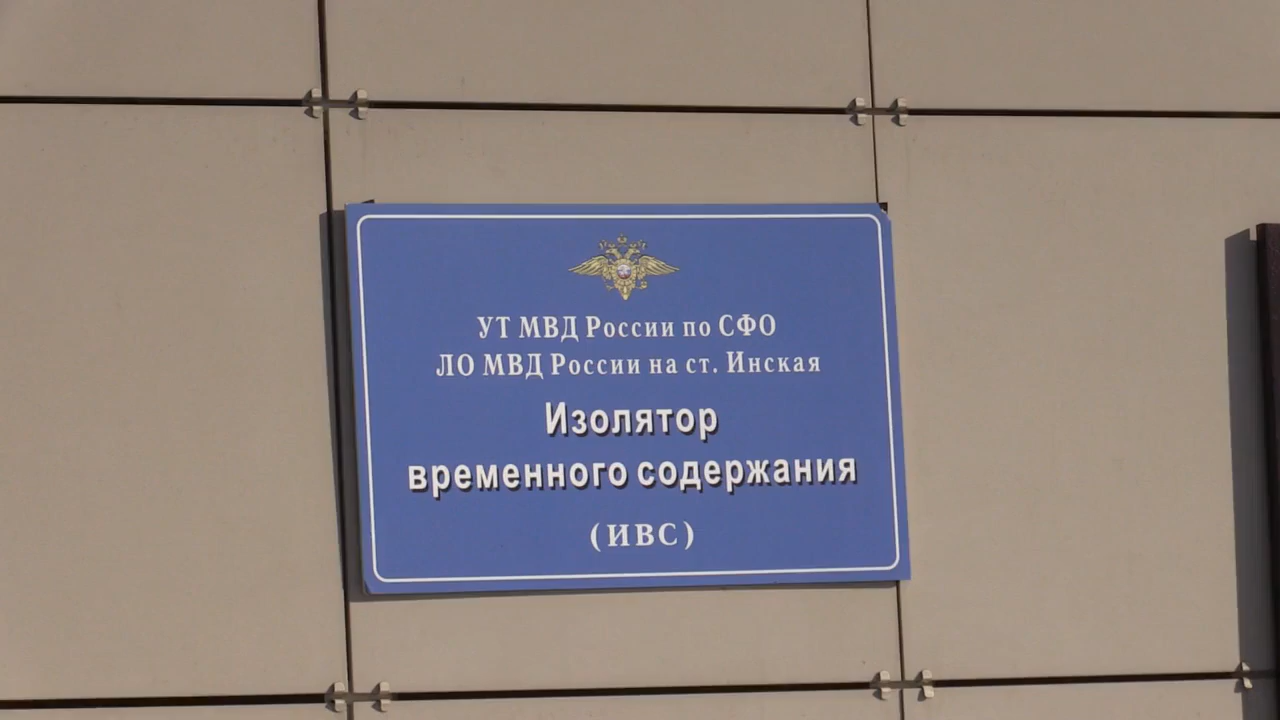 УТ МВД России по СФО
ЛО МВД России на ст. Инская
Изолятор
временного содержания
(ИВС)